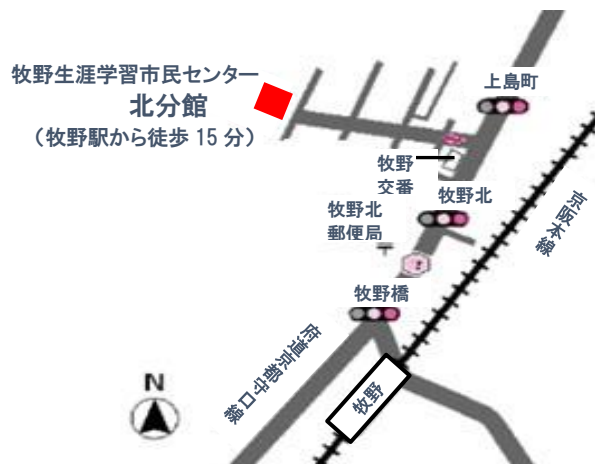 牧野生涯学習市民センター
北分館
（牧野駅から徒歩 15 分）
上島町
牧野
交番
牧野北
牧野北
郵便局
京阪本線
牧野橋
府道京都守口線
牧野
N